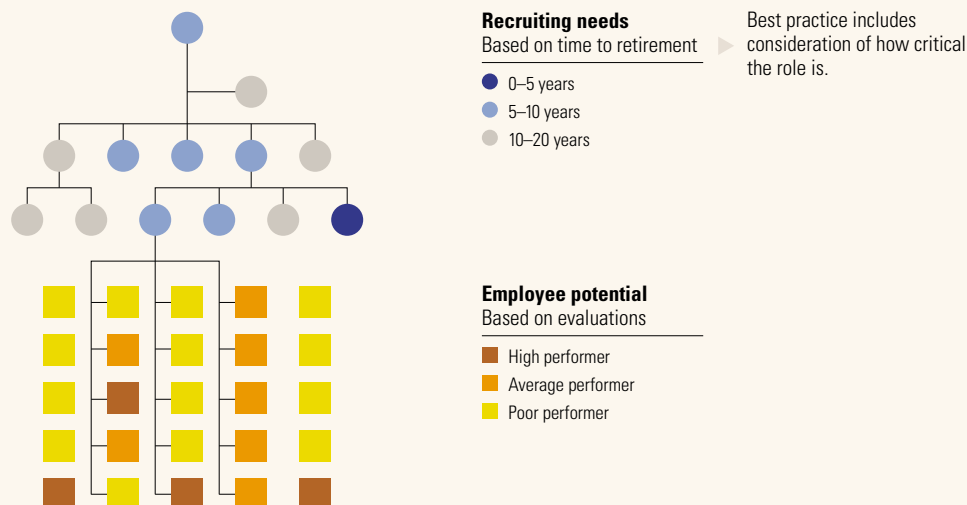 Recruiting needs
Based on time to retirement
0–5 years
5–10 years
10–20 years
Best practice includes
consideration of how critical
the role is.
Employee potential
Based on evaluations
High performer
Average performer
Poor performer